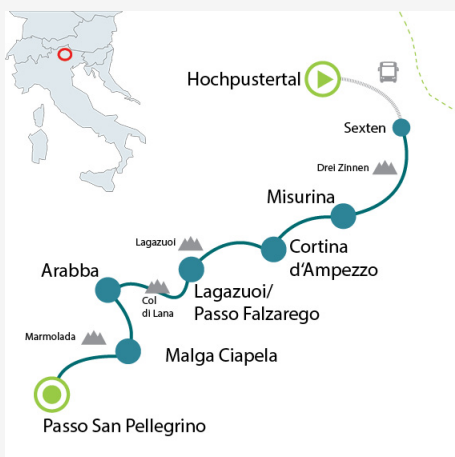 Hochpustertal
Sexten
Drei Zinnen
Misurina
Cortina
d'Ampezzo
Lagazuoi
Lagazuoi/
Passo Falzarego
Arabba
Col
di Lana
Marmolada
Malga Ciapela
Passo San Pellegrino